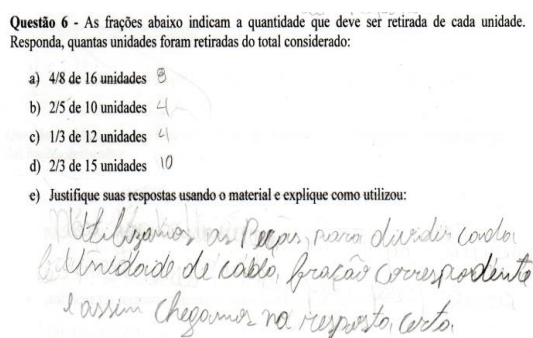 Questão 6 - As frações abaixo indicam a quantidade que deve ser retirada de cada unidade.
Responda, quantas unidades foram retiradas do total considerado:
a) 4/8 de 16 unidades 8
b) 2/5 de 10 unidades 4
c) 1/3 de 12 unidades 4
d) 2/3 de 15 unidades 10
e) Justifique suas respostas usando o material e explique como utilizou:
Utilizamos as Peças, para dividir cada
Unidade de cada fração correspondente
e assim chegamos na resposta certa.